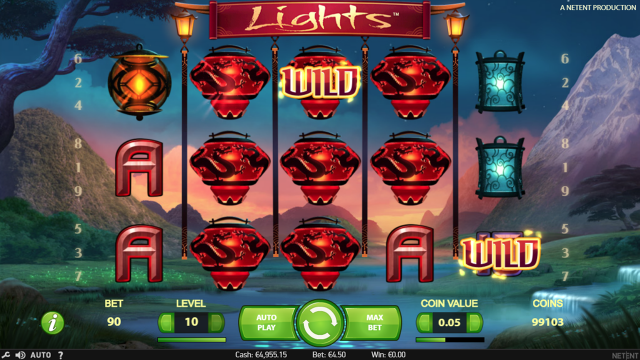 Lights™
A NETENT PRODUCTION
WILD
6
2
4
8
1
9
5
3
7
6
2
4
8
1
9
5
3
7
A
A
A
WILD
BET
90
LEVEL
10
AUTO PLAY
MAX BET
COIN VALUE
0.05
COINS
99103
i
AUTO ?
Cash: €4,955.15 Bet: €4.50 Win: €0.00
NETENT